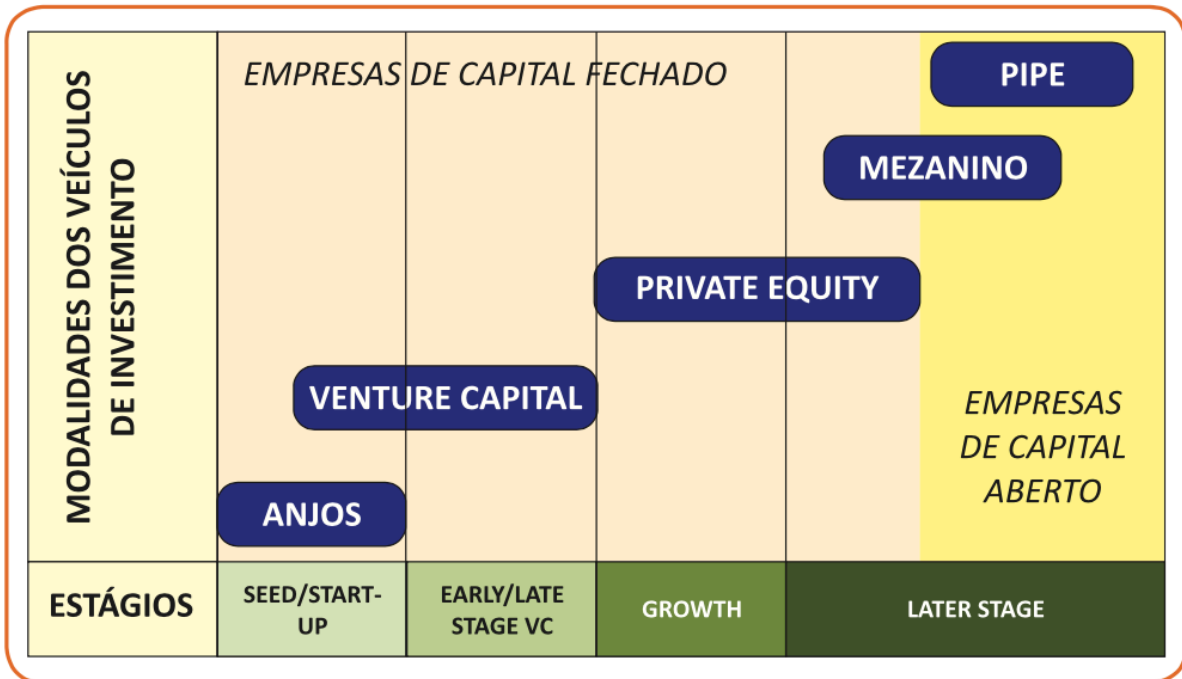 MODALIDADES DOS VEÍCULOS
DE INVESTIMENTO
EMPRESAS DE CAPITAL FECHADO
PIPE
MEZANINO
PRIVATE EQUITY
VENTURE CAPITAL
ANJOS
EMPRESAS
DE CAPITAL
ABERTO
ESTÁGIOS
SEED/START-
UP
EARLY/LATE
STAGE VC
GROWTH
LATER STAGE